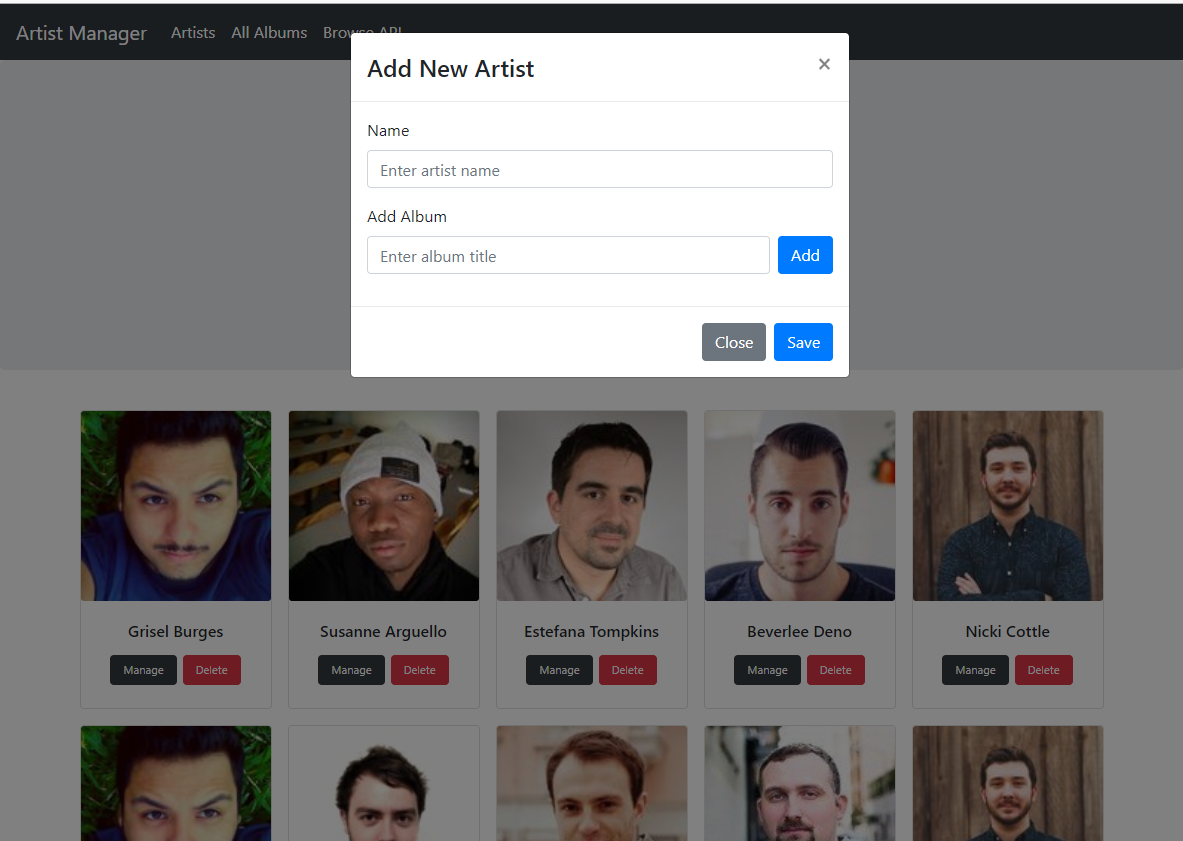 Artist Manager Artists All Albums Browse API
Add New Artist ×
Name
Enter artist name
Add Album
Enter album title Add
Close Save
Grisel Burges Susanne Arguello Estefana Tompkins Beverlee Deno Nicki Cottle
Manage Delete Manage Delete Manage Delete Manage Delete Manage Delete